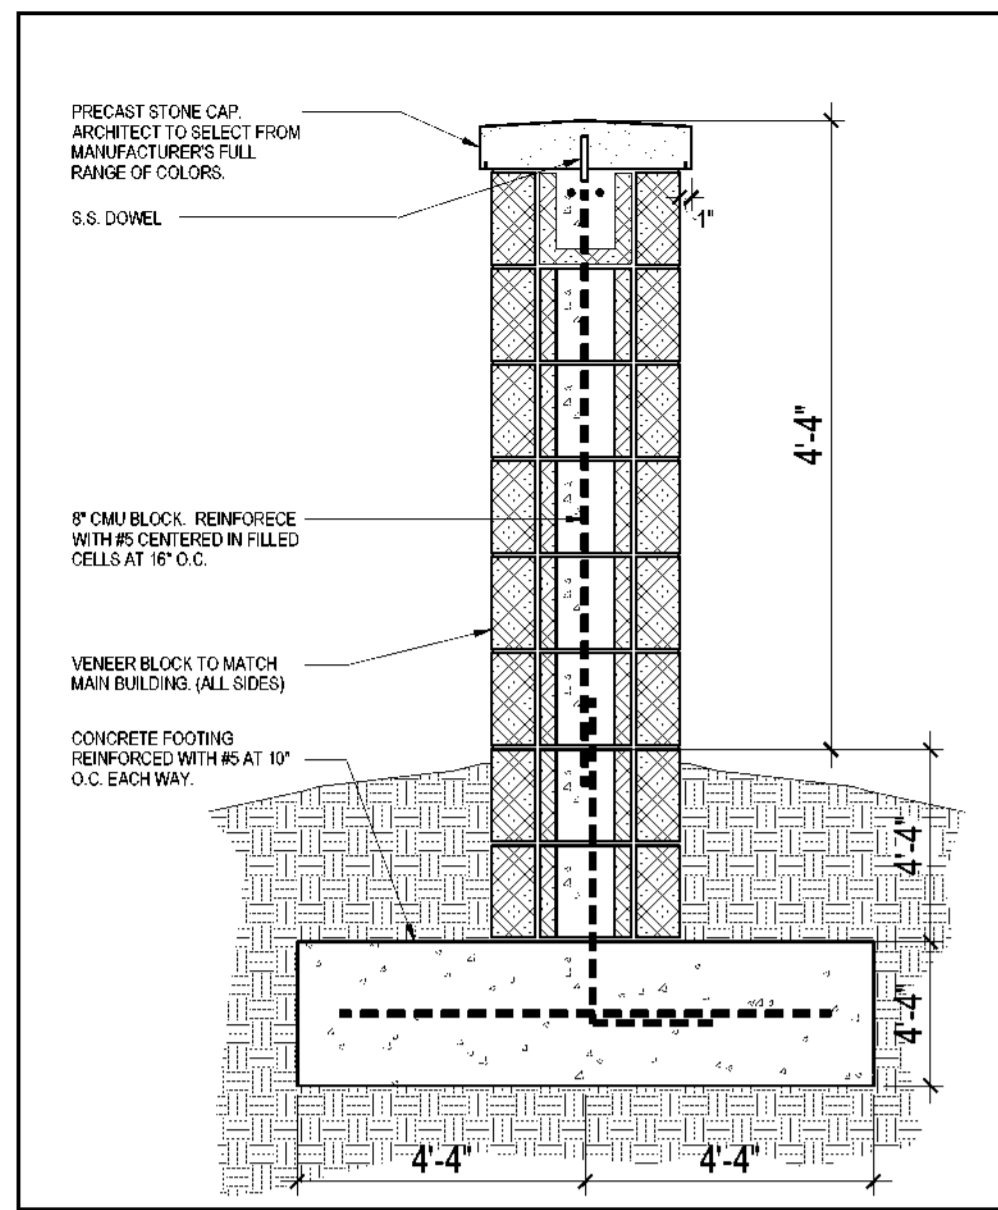 PRECAST STONE CAP.
ARCHITECT TO SELECT FROM
MANUFACTURER'S FULL
RANGE OF COLORS.
S.S. DOWEL
1"
4'-4"
8" CMU BLOCK. REINFORECE
WITH #5 CENTERED IN FILLED
CELLS AT 16" O.C.
VENEER BLOCK TO MATCH
MAIN BUILDING. (ALL SIDES)
CONCRETE FOOTING
REINFORCED WITH #5 AT 10"
O.C. EACH WAY.
4'-4"
4'-4"
4'-4"
4'-4"